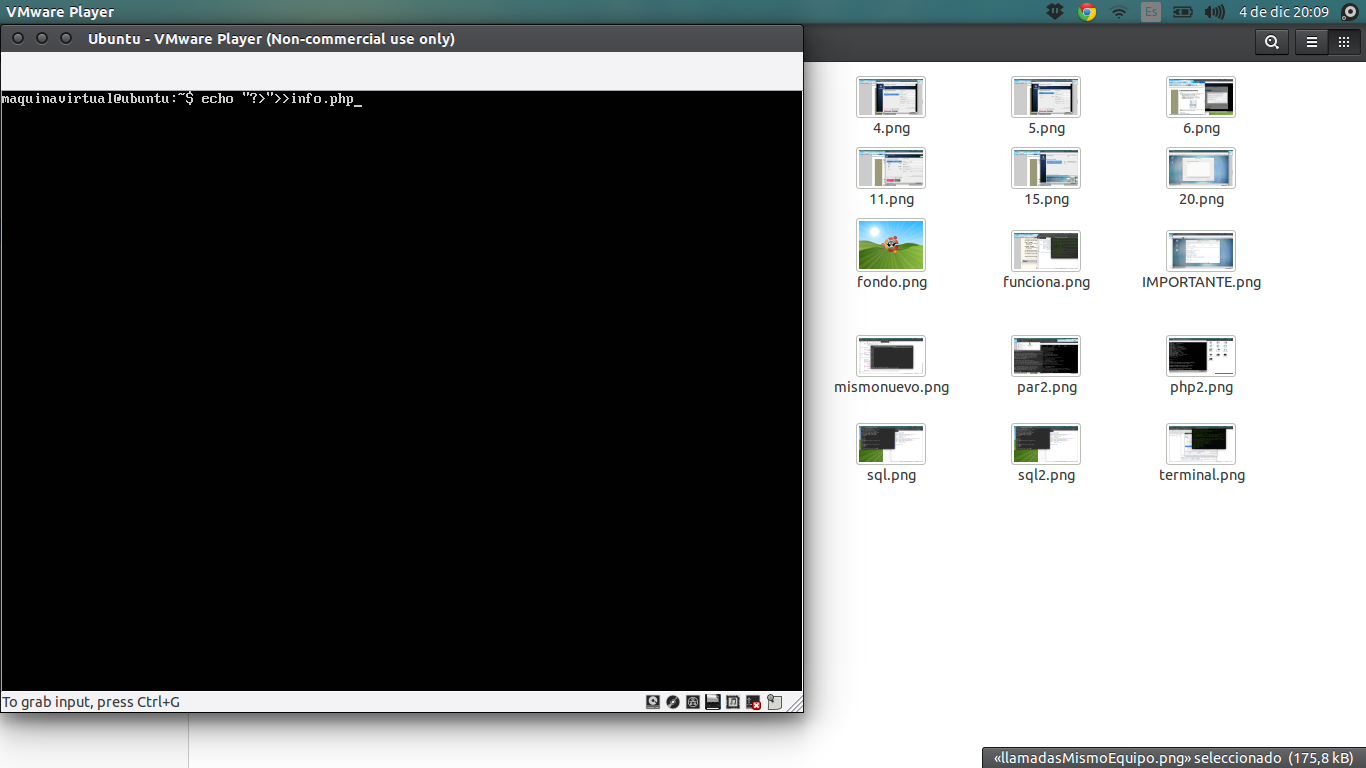 VMware Player
Es
4 de dic 20:09
Ubuntu - VMware Player (Non-commercial use only)
maquinavirtual@ubuntu:~$ echo "?>">>info.php_
4.png
5.png
6.png
11.png
15.png
20.png
fondo.png
funciona.png
IMPORTANTE.png
mismonuevo.png
par2.png
php2.png
sql.png
sql2.png
terminal.png
To grab input, press Ctrl+G
«llamadasMismoEquipo.png» seleccionado (175,8 kB)